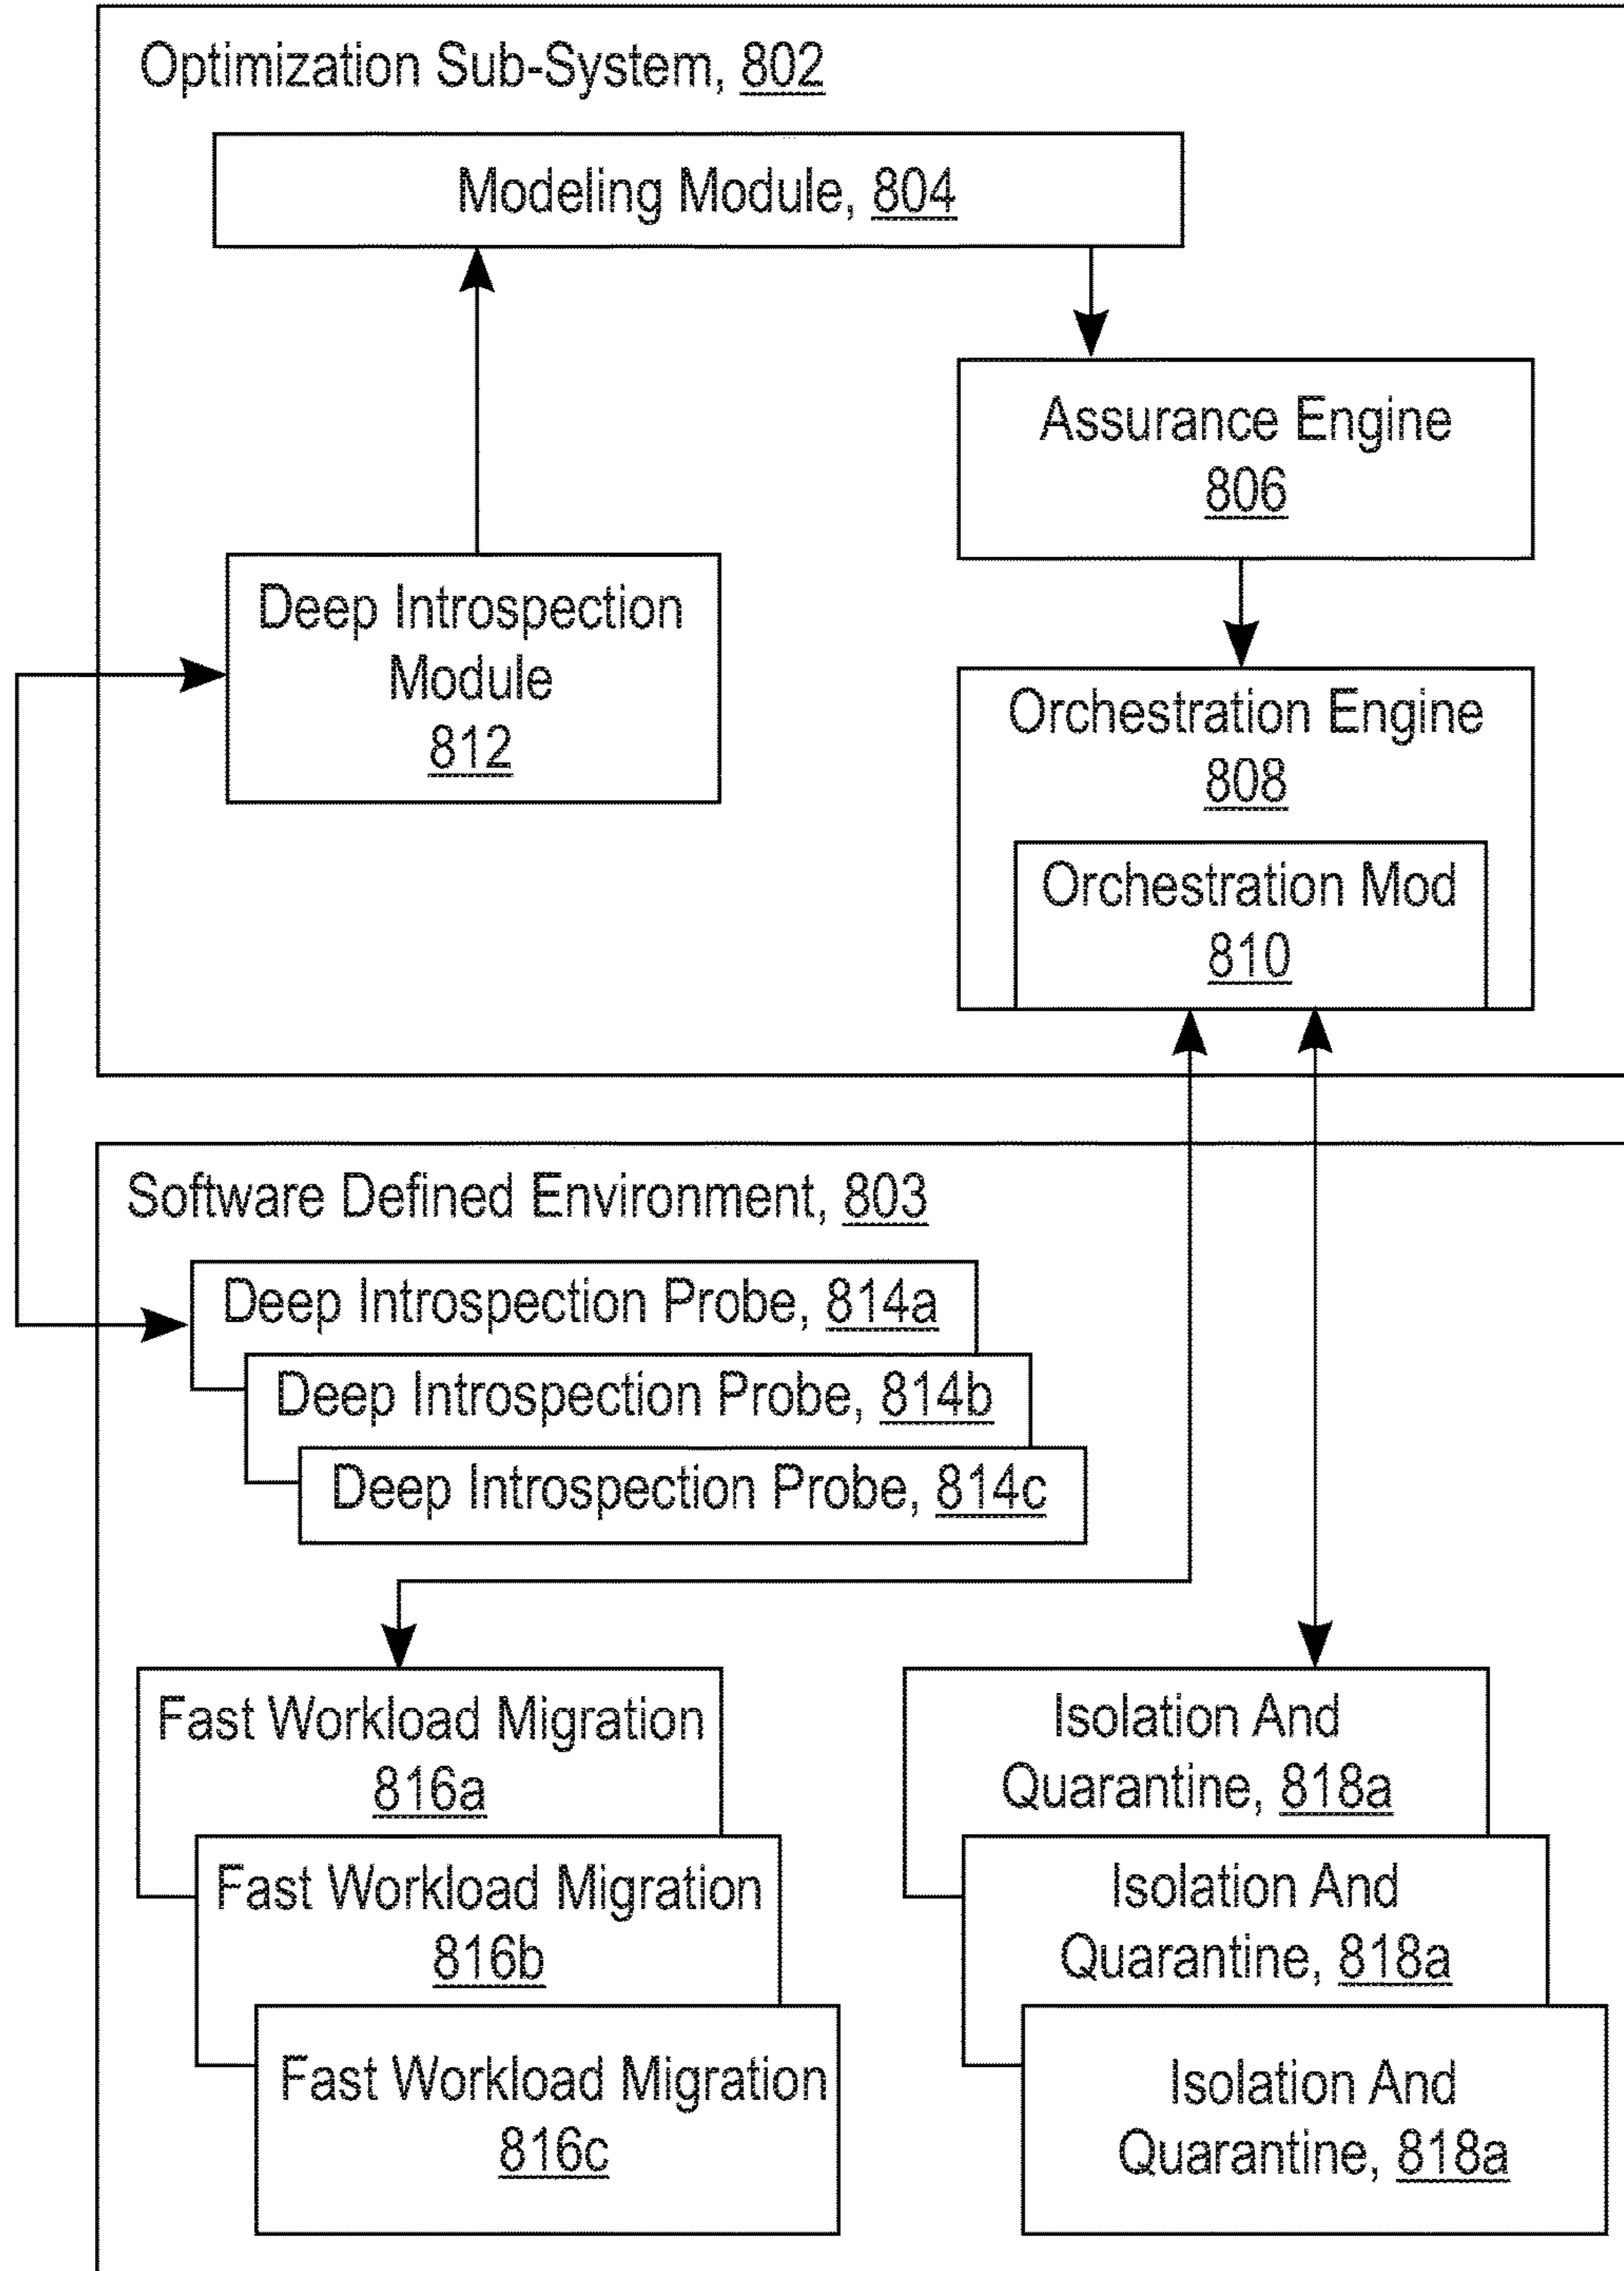 Optimization Sub-System, 802
Modeling Module, 804
Assurance Engine
806
Deep Introspection
Module
812
Orchestration Engine
808
Orchestration Mod
810
Software Defined Environment, 803
Deep Introspection Probe, 814a
Deep Introspection Probe, 814b
Deep Introspection Probe, 814c
Fast Workload Migration
816a
Fast Workload Migration
816b
Fast Workload Migration
816c
Isolation And
Quarantine, 818a
Isolation And
Quarantine, 818a
Isolation And
Quarantine, 818a